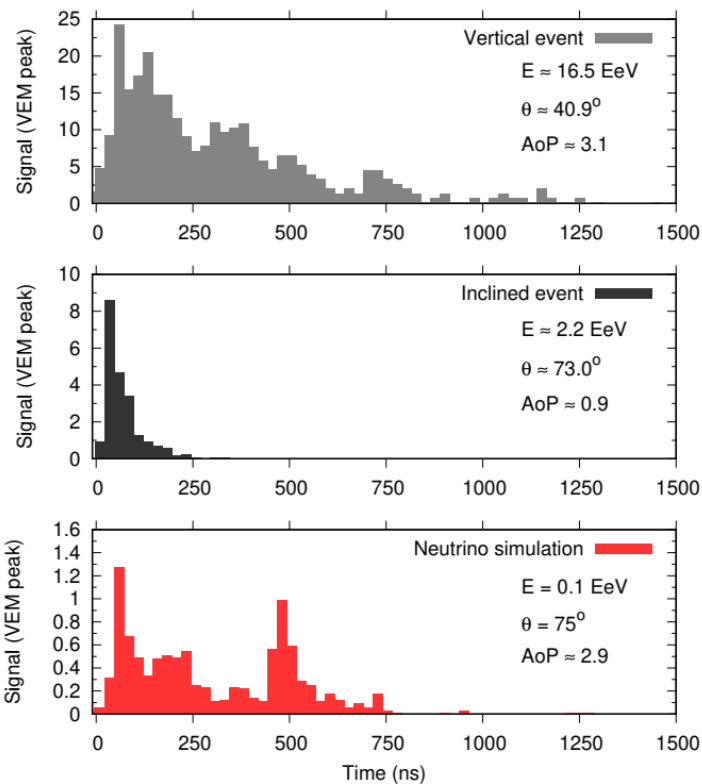 Signal (VEM peak)
25
20
15
10
5
0
Vertical event
E ≈ 16.5 EeV
θ ≈ 40.9°
AoP ≈ 3.1
0 250 500 750 1000 1250 1500
Signal (VEM peak)
10
8
6
4
2
0
Inclined event
E ≈ 2.2 EeV
θ ≈ 73.0°
AoP ≈ 0.9
0 250 500 750 1000 1250 1500
Signal (VEM peak)
1.6
1.4
1.2
1
0.8
0.6
0.4
0.2
0
Neutrino simulation
E = 0.1 EeV
θ = 75°
AoP ≈ 2.9
0 250 500 750 1000 1250 1500
Time (ns)